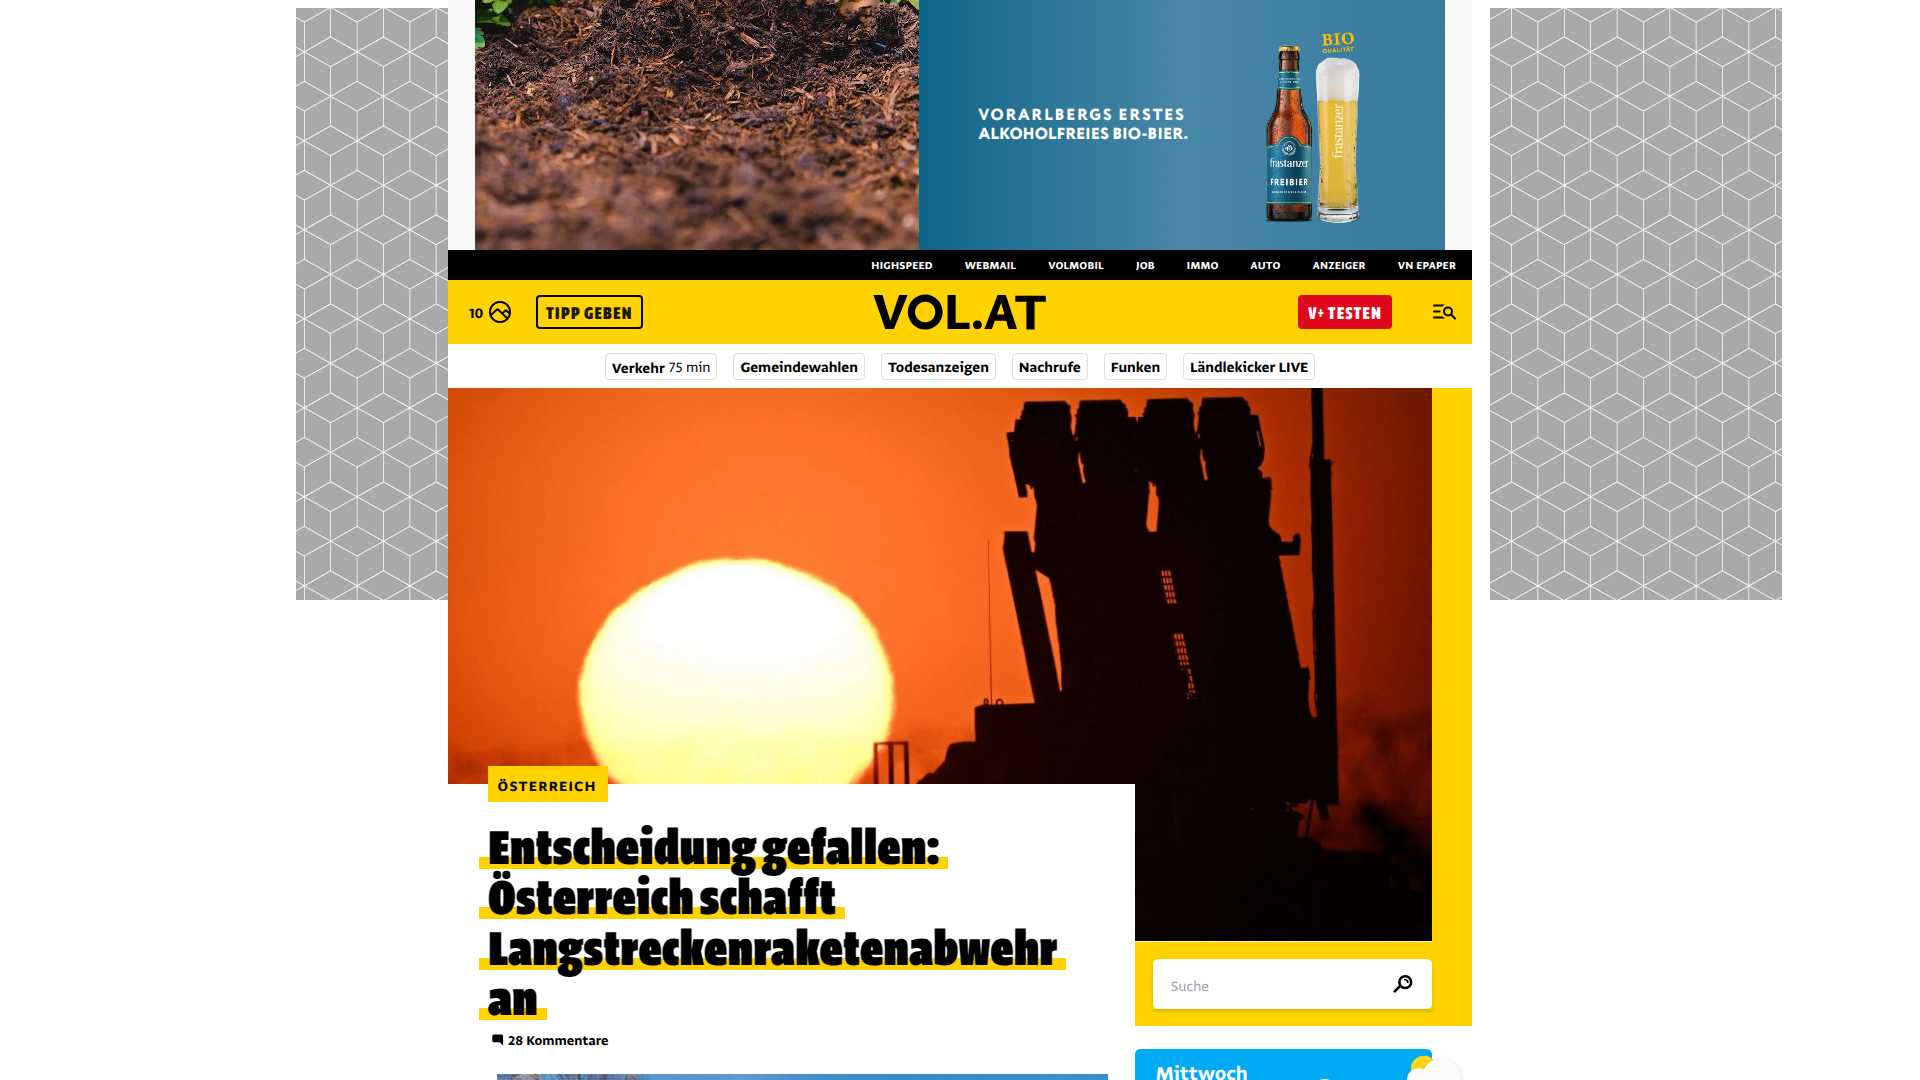 BIO
QUALITÄT
VORARLBERGS ERSTES
ALKOHOLFREIES BIO-BIER.
frastanzer
frastanzer
FREIBIER
HIGHSPEED
WEBMAIL
VOLMOBIL
JOB
IMMO
AUTO
ANZEIGER
VN EPAPER
10
TIPP GEBEN
VOL.AT
V+ TESTEN
Verkehr 75 min
Gemeindewahlen
Todesanzeigen
Nachrufe
Funken
Ländlekicker LIVE
ÖSTERREICH
Entscheidung gefallen:
Österreich schafft
Langstreckenraketenabwehr
an
28 Kommentare
Suche
Mittwoch